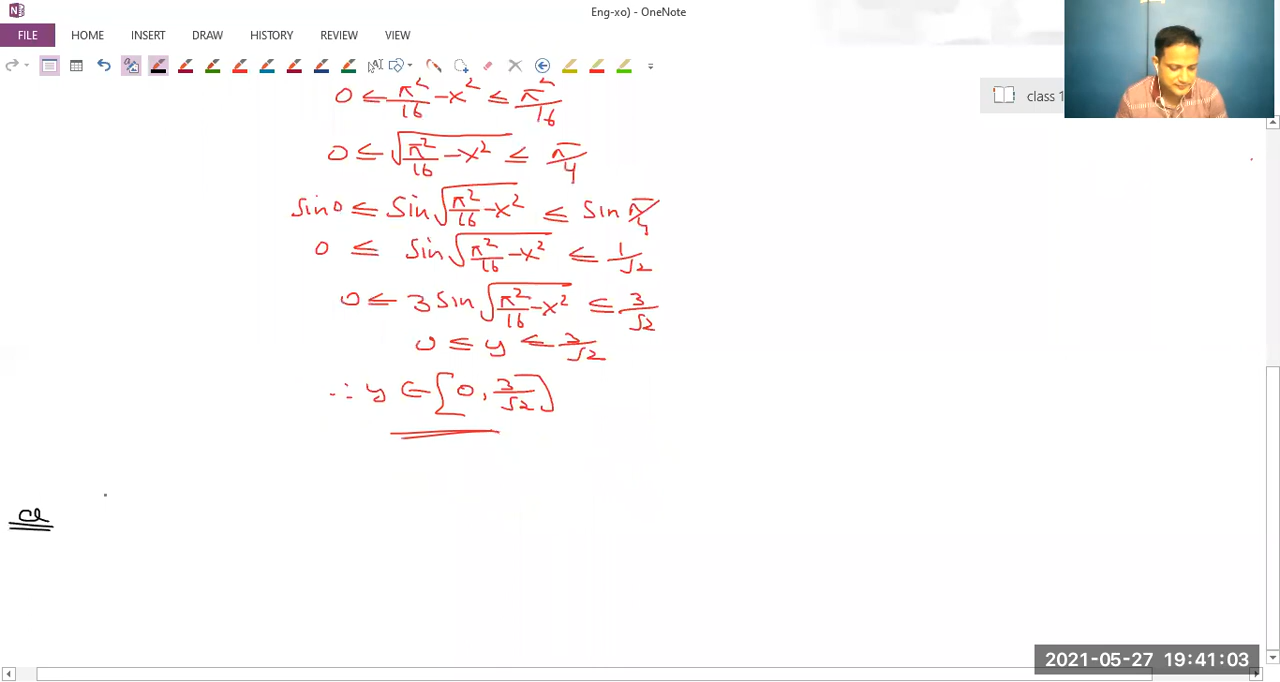 Eng-xo) - OneNote
FILE HOME INSERT DRAW HISTORY REVIEW VIEW
class 1
0 ≤ π²/16 - x² ≤ π²/16
0 ≤ √(π²/16 - x²) ≤ π/4
sin0 ≤ Sin√(π²/16 - x²) ≤ Sin π/4
0 ≤ Sin√(π²/16 - x²) ≤ 1/√2
0 ≤ 3 Sin√(π²/16 - x²) ≤ 3/√2
0 ≤ y ≤ 3/√2
∴ y ∈ [0, 3/√2]
2021-05-27 19:41:03